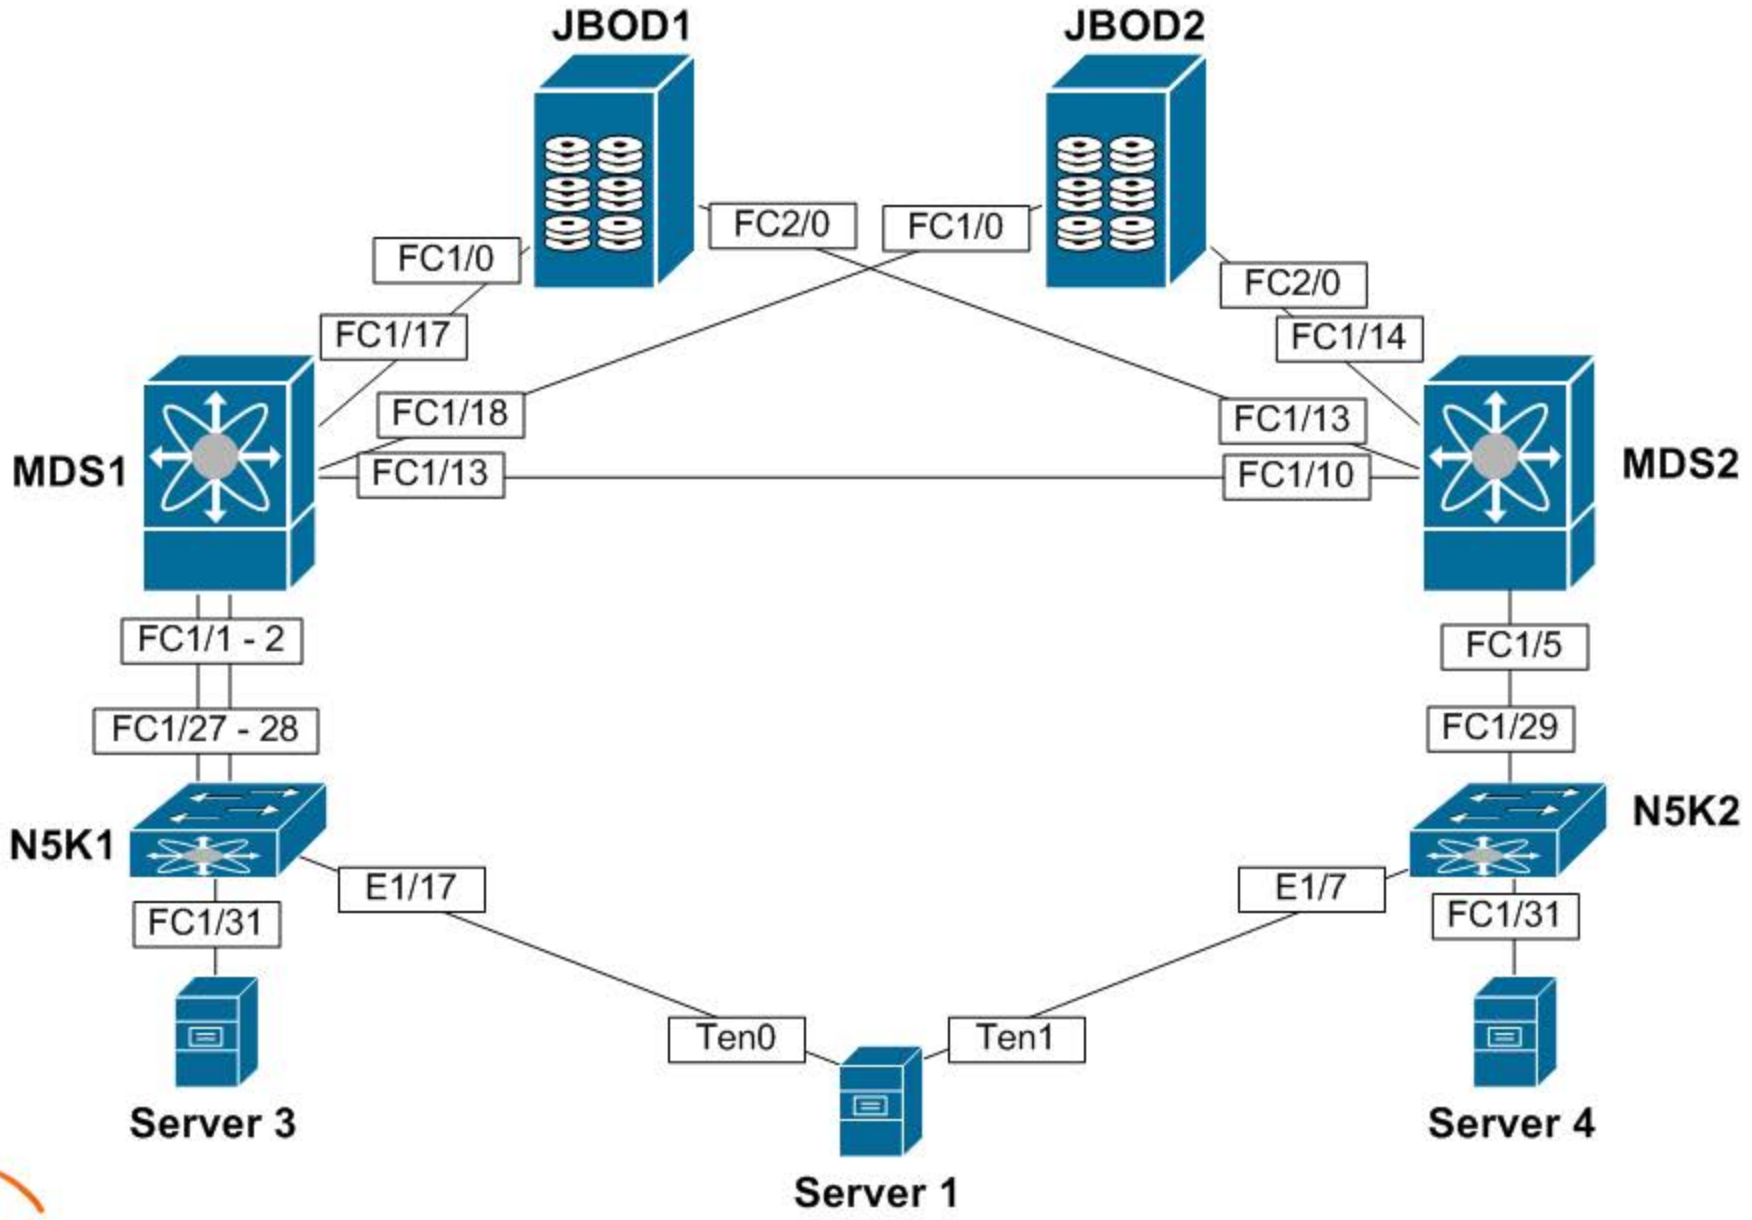 JBOD1
JBOD2
FC2/0
FC1/0
FC1/0
FC2/0
FC1/17
FC1/14
FC1/18
FC1/13
MDS1
FC1/13
FC1/10
MDS2
FC1/1 - 2
FC1/5
FC1/27 - 28
FC1/29
N5K1
N5K2
E1/17
E1/7
FC1/31
FC1/31
Ten0
Ten1
Server 3
Server 4
Server 1